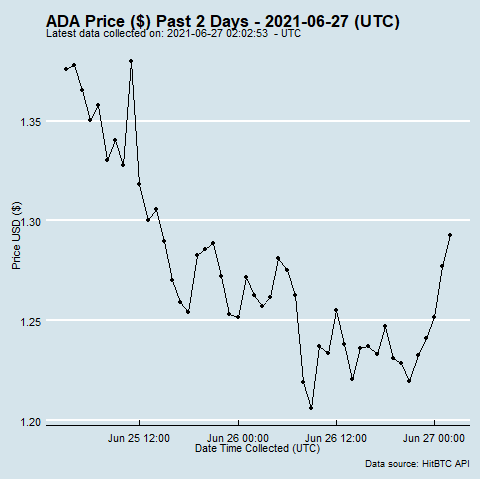 ADA Price ($) Past 2 Days - 2021-06-27 (UTC)
Latest data collected on: 2021-06-27 02:02:53  - UTC
1.35
1.30
1.25
1.20
Price USD ($)
Jun 25 12:00
Jun 26 00:00
Jun 26 12:00
Jun 27 00:00
Date Time Collected (UTC)
Data source: HitBTC API